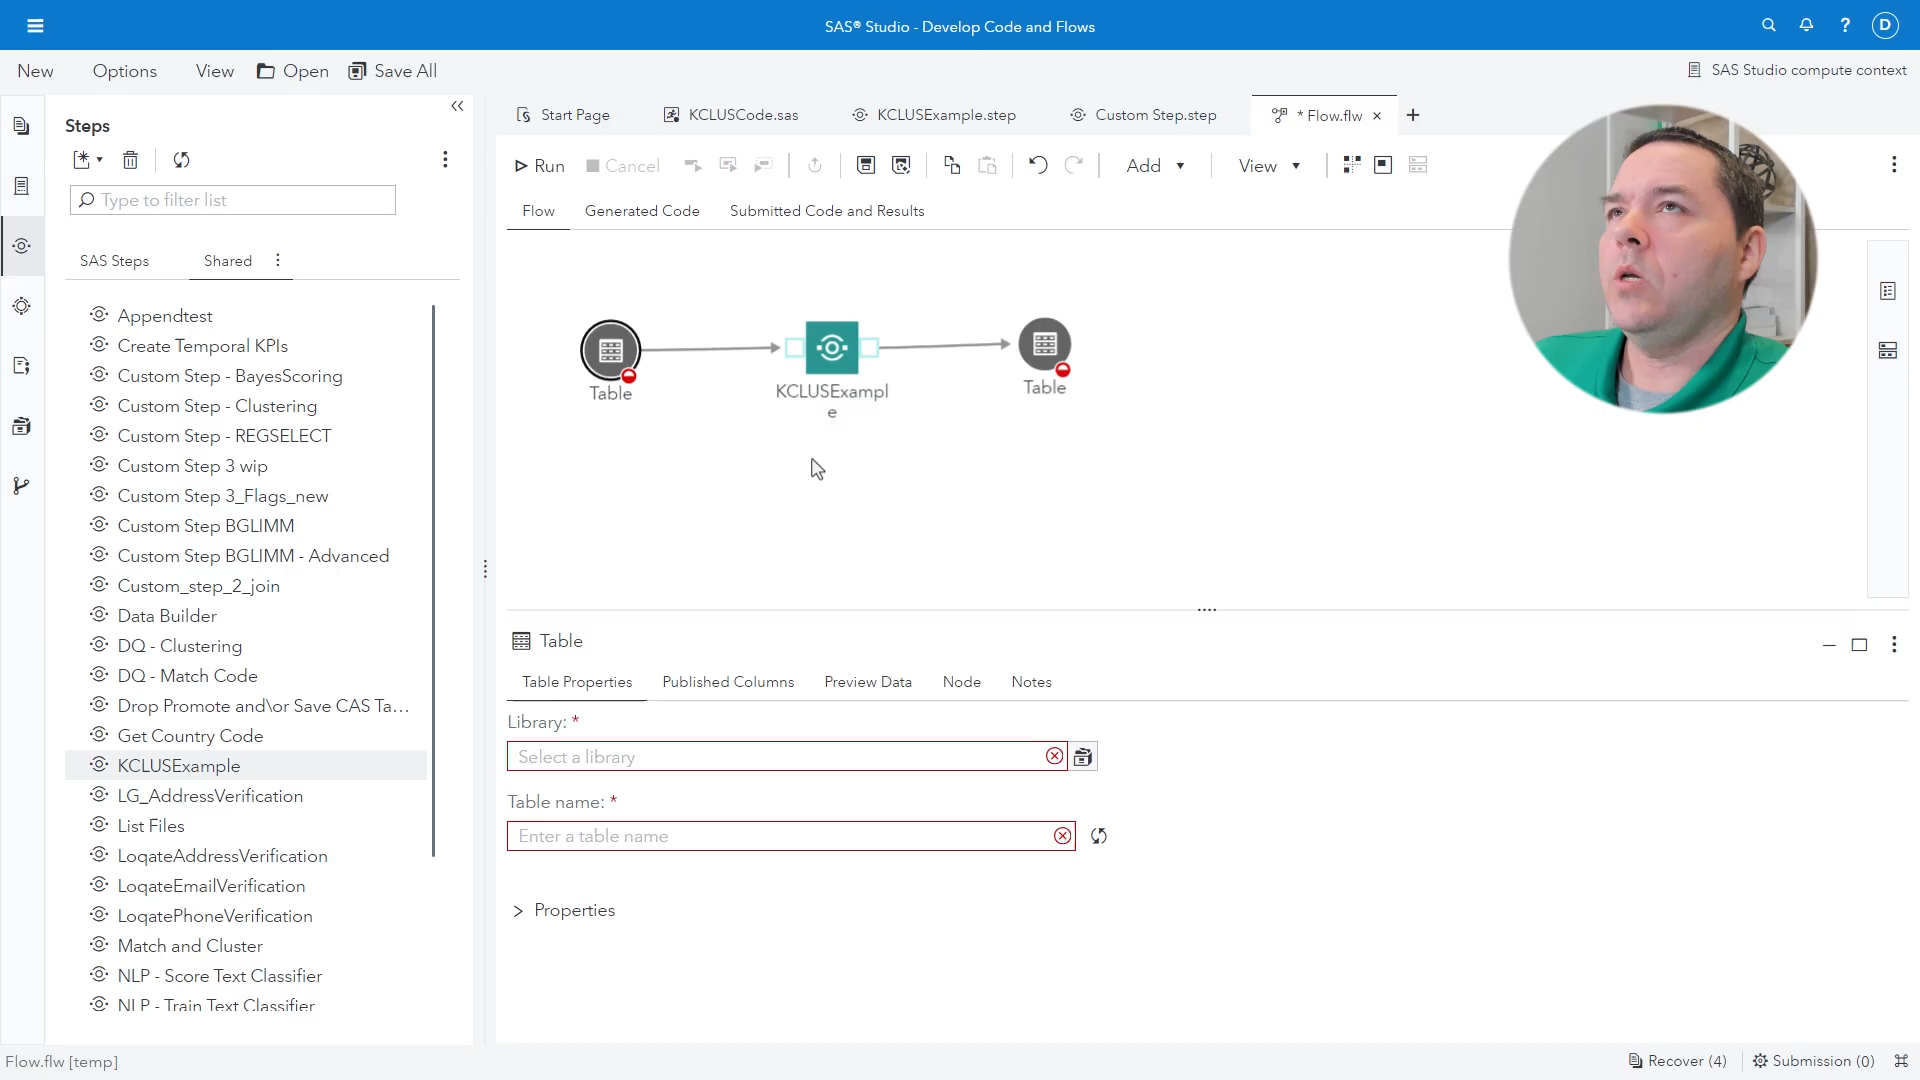 SAS® Studio - Develop Code and Flows
D
New
Options
View
Open
Save All
SAS Studio compute context
Steps
Type to filter list
SAS Steps
Shared
Appendtest
Create Temporal KPIs
Custom Step - BayesScoring
Custom Step - Clustering
Custom Step - REGSELECT
Custom Step 3 wip
Custom Step 3_Flags_new
Custom Step BGLIMM
Custom Step BGLIMM - Advanced
Custom_step_2_join
Data Builder
DQ - Clustering
DQ - Match Code
Drop Promote and\or Save CAS Ta...
Get Country Code
KCLUSExample
LG_AddressVerification
List Files
LoqateAddressVerification
LoqateEmailVerification
LoqatePhoneVerification
Match and Cluster
NLP - Score Text Classifier
NLP - Train Text Classifier
Start Page
KCLUSCode.sas
KCLUSExample.step
Custom Step.step
* Flow.flw
Run
Cancel
Add
View
Flow
Generated Code
Submitted Code and Results
Table
KCLUSExampl
e
Table
Table
Table Properties
Published Columns
Preview Data
Node
Notes
Library: *
Select a library
Table name: *
Enter a table name
Properties
Flow.flw [temp]
Recover (4)
Submission (0)